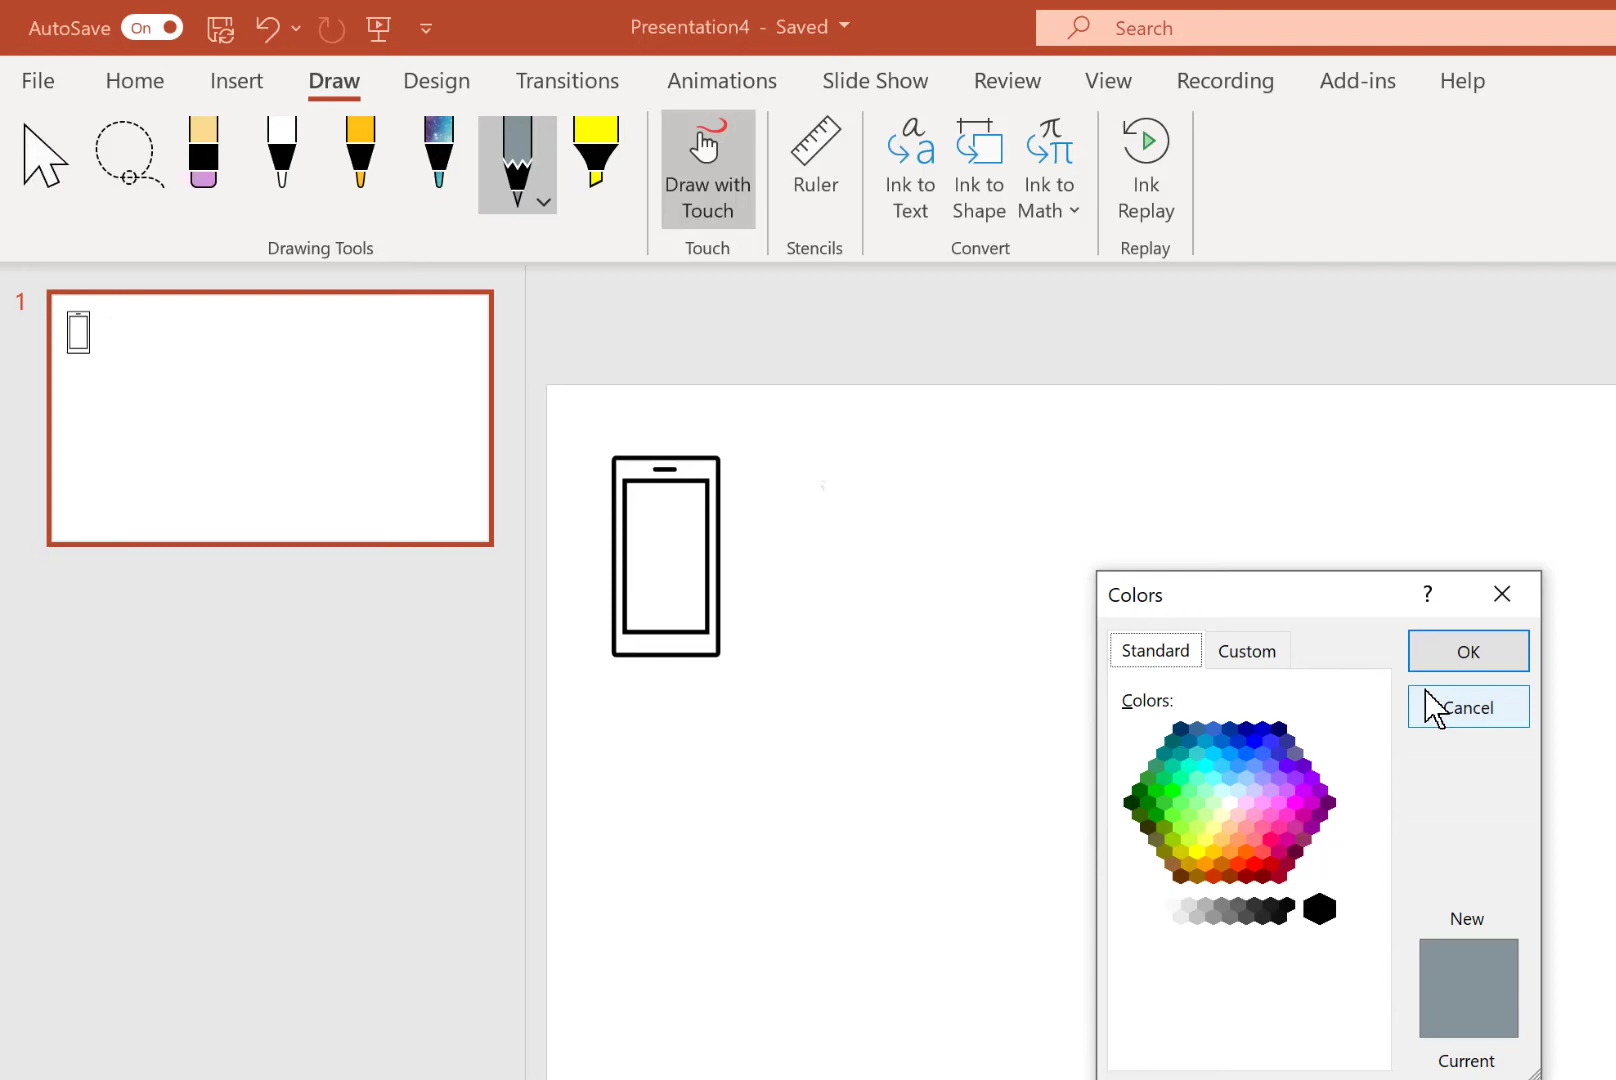 AutoSave On Presentation4 - Saved Search
File Home Insert Draw Design Transitions Animations Slide Show Review View Recording Add-ins Help
Draw with Touch
Ruler
a a
Ink to Text
Ink to Shape
π π
Ink to Math
Ink Replay
Drawing Tools Touch Stencils Convert Replay
1
Colors ?
Standard Custom
OK
Cancel
Colors:
New
Current